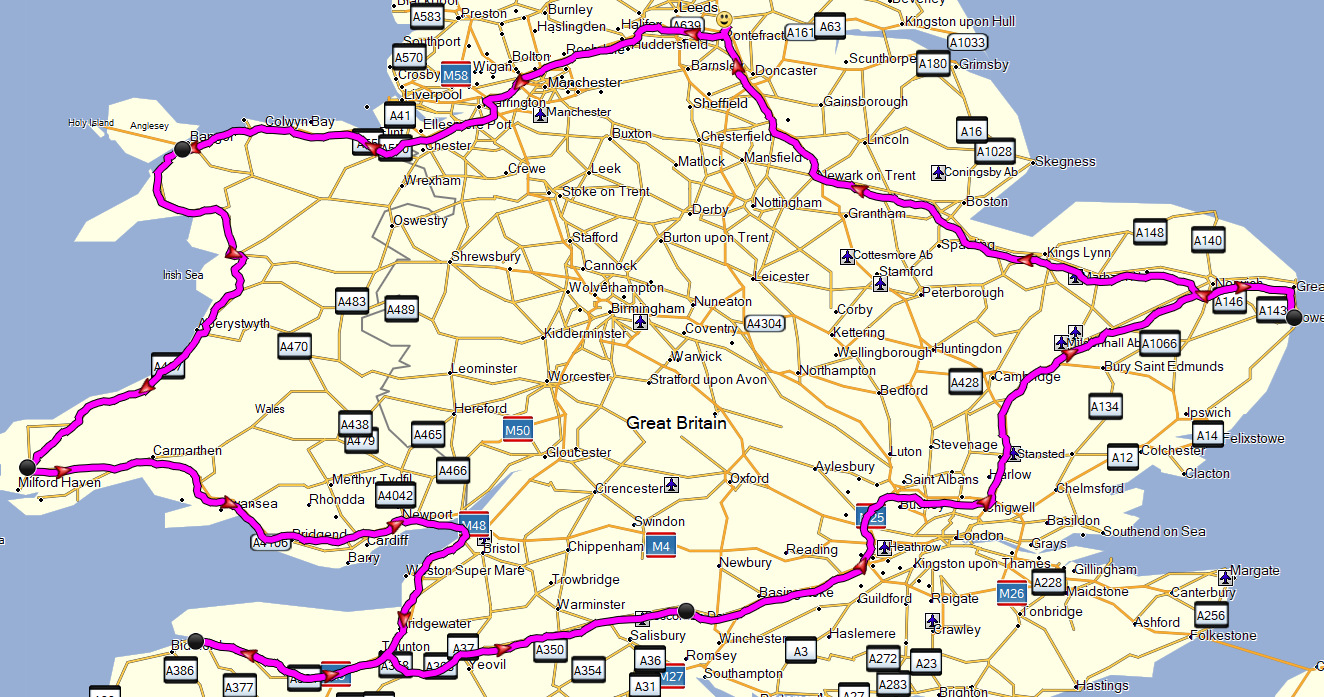 Blackpool
Preston
Burnley
Leeds
Beverley
A583
Haslingden
Halifax
A639
A63
Kingston upon Hull
Southport
Pontefract
A161
A1033
A570
Bolton
Rochdale
Huddersfield
Crosby
M58
Wigan
Barnsley
Doncaster
Scunthorpe
A180
Grimsby
Liverpool
Manchester
Warrington
Sheffield
Gainsborough
A41
Manchester
Holy Island
Anglesey
Colwyn Bay
Flint
Ellesmere Port
A16
Bangor
Chester
Buxton
Chesterfield
Lincoln
A1028
Crewe
Leek
Matlock
Mansfield
Skegness
Wrexham
Newark on Trent
Coningsby Ab
Stoke on Trent
Oswestry
Derby
Nottingham
Grantham
Boston
Stafford
Burton upon Trent
Spalding
A148
A140
Shrewsbury
Cottesmore Ab
Kings Lynn
Irish Sea
Cannock
Leicester
Stamford
Marham Ab
Norwich
Wolverhampton
Peterborough
Grea
A483
A489
Birmingham
Nuneaton
Corby
A146
A143
Lowe
Aberystwyth
Kidderminster
Coventry
A4304
Kettering
A470
Wellingborough
Huntingdon
Mildenhall Ab
A1066
Warwick
Leominster
Worcester
Stratford upon Avon
Northampton
Cambridge
Bury Saint Edmunds
Bedford
A428
Wales
Hereford
A134
A438
A479
A465
M50
Great Britain
Ipswich
Carmarthen
Gloucester
Stevenage
A14
Felixstowe
Luton
Stansted
A12
Colchester
A466
Aylesbury
Milford Haven
Merthyr Tydfil
Cirencester
Oxford
Saint Albans
Harlow
Clacton
A4042
Rhondda
Chelmsford
Swansea
Newport
Bushey
Chigwell
M48
Swindon
M25
Basildon
Bridgend
Cardiff
Southend on Sea
A4106
Bristol
Chippenham
M4
Reading
Heathrow
London
Grays
Barry
Newbury
Kingston upon Thames
Gillingham
Margate
Weston Super Mare
Trowbridge
Basingstoke
A228
Maidstone
Canterbury
M26
Warminster
Guildford
Reigate
Tonbridge
A256
Bridgewater
Salisbury
Winchester
Haslemere
Crawley
Ashford
Folkestone
Taunton
A37
A350
A3
A386
A358
Yeovil
A354
A36
Romsey
A272
A23
A377
M27
Southampton
A31
A27
A283
Brighton
Hastings